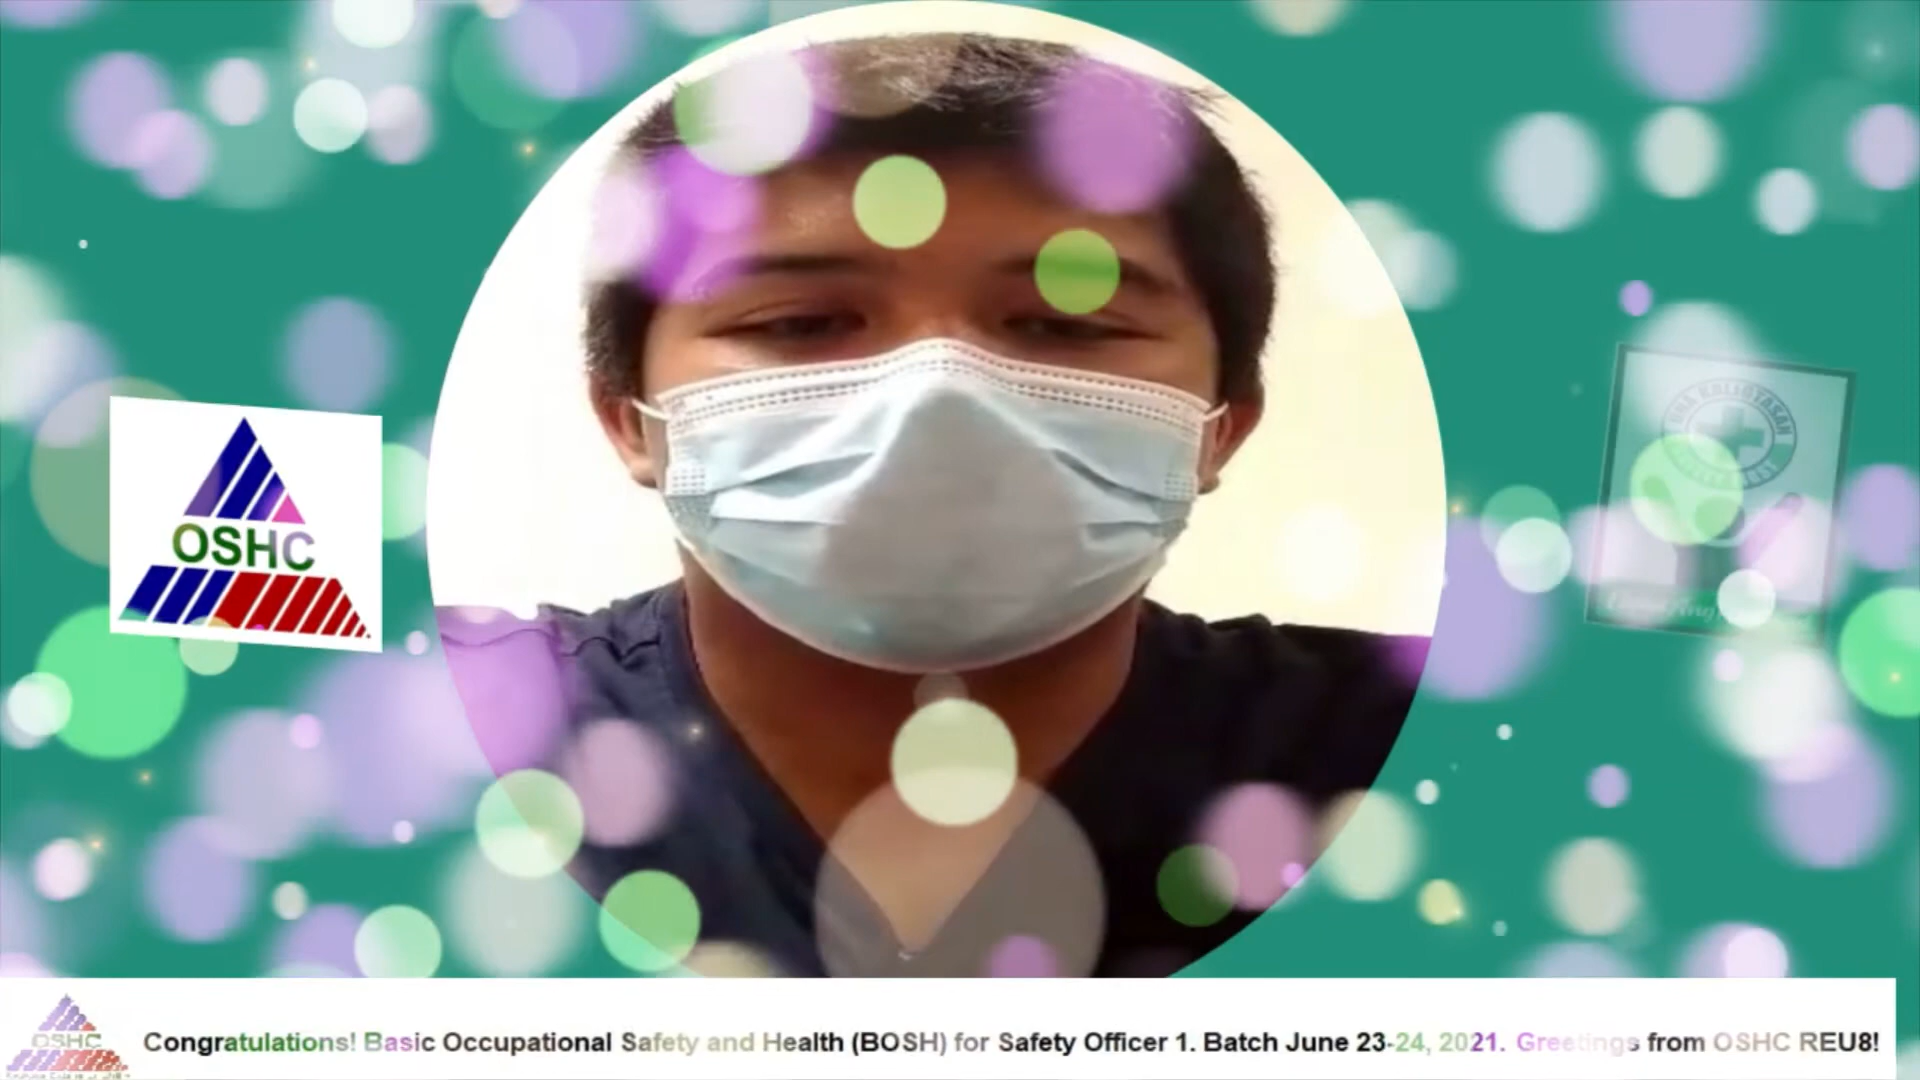 OSHC
OSHC
Congratulations! Basic Occupational Safety and Health (BOSH) for Safety Officer 1. Batch June 23-24, 2021. Greetings from OSHC REU8!